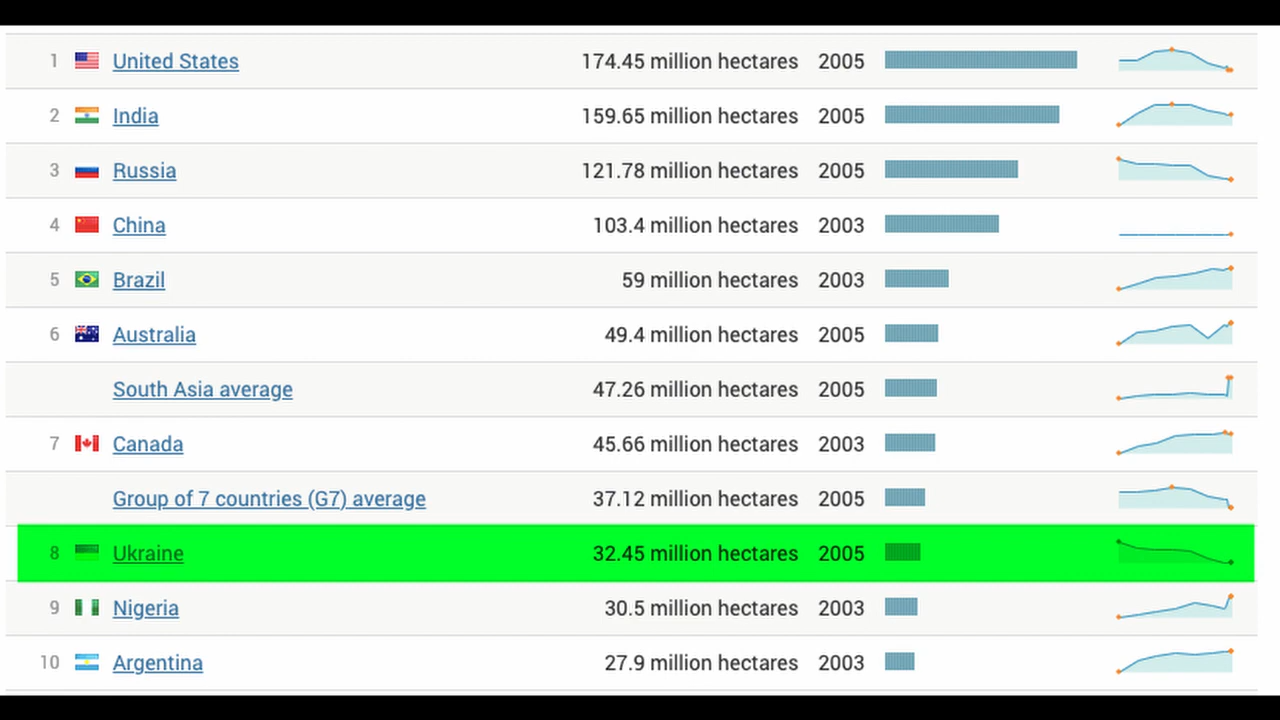 1 United States 174.45 million hectares 2005
2 India 159.65 million hectares 2005
3 Russia 121.78 million hectares 2005
4 China 103.4 million hectares 2003
5 Brazil 59 million hectares 2003
6 Australia 49.4 million hectares 2005
South Asia average 47.26 million hectares 2005
7 Canada 45.66 million hectares 2003
Group of 7 countries (G7) average 37.12 million hectares 2005
8 Ukraine 32.45 million hectares 2005
9 Nigeria 30.5 million hectares 2003
10 Argentina 27.9 million hectares 2003